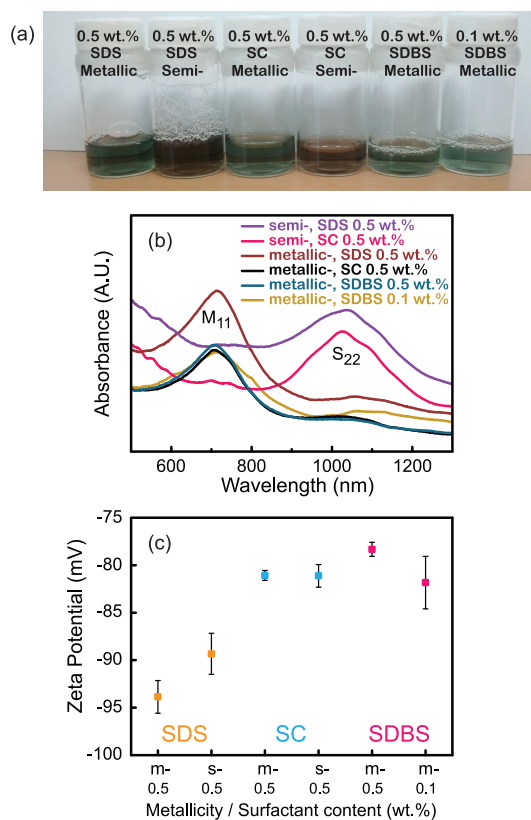 (a)
0.5 wt.% 0.5 wt.% 0.5 wt.% 0.5 wt.% 0.5 wt.% 0.1 wt.%
SDS SDS SC SC SDBS SDBS
Metallic Semi- Metallic Semi- Metallic Metallic
(b)
semi-, SDS 0.5 wt.%
semi-, SC 0.5 wt.%
metallic-, SDS 0.5 wt.%
metallic-, SC 0.5 wt.%
metallic-, SDBS 0.5 wt.%
metallic-, SDBS 0.1 wt.%
M11
S22
Absorbance (A.U.)
600 800 1000 1200
Wavelength (nm)
(c)
Zeta Potential (mV)
-75
-80
-85
-90
-95
-100
SDS SC SDBS
m- s- m- s- m- m-
0.5 0.5 0.5 0.5 0.5 0.1
Metallicity / Surfactant content (wt.%)